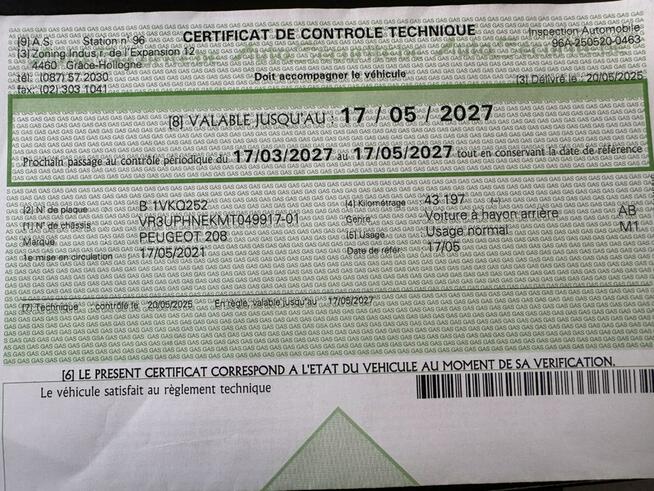 CERTIFICAT DE CONTROLE TECHNIQUE
[9] A.S. Station n° 96
[3] Zoning Indus r. de l'Expansion 12
4460 Grâce-Hollogne
tél. (087) 57 2030
fax: (02) 303 1041
Inspection Automobile
96A-250520-0463
Doit accompagner le véhicule
[3] Délivré le : 20/05/2025
[8] VALABLE JUSQU'AU : 17 / 05 / 2027
Prochain passage au contrôle périodique du 17/03/2027 au 17/05/2027 tout en conservant la date de référence
[2] N° de plaque B 1VKQ252
[1] N° de châssis VR3UPHNEKMT049917-01
Marque PEUGEOT 208
1e mise en circulation 17/05/2021
[4] Kilométrage 43 197 (--)
Genre Voiture à hayon arrière AB
[5] Usage Usage normal M1
Date de référ. 17/05
[7] Technique : contrôlé le 20/05/2025 En règle, valable jusqu'au 17/05/2027
[6] LE PRESENT CERTIFICAT CORRESPOND A L'ETAT DU VEHICULE AU MOMENT DE SA VERIFICATION.
Le véhicule satisfait au règlement technique